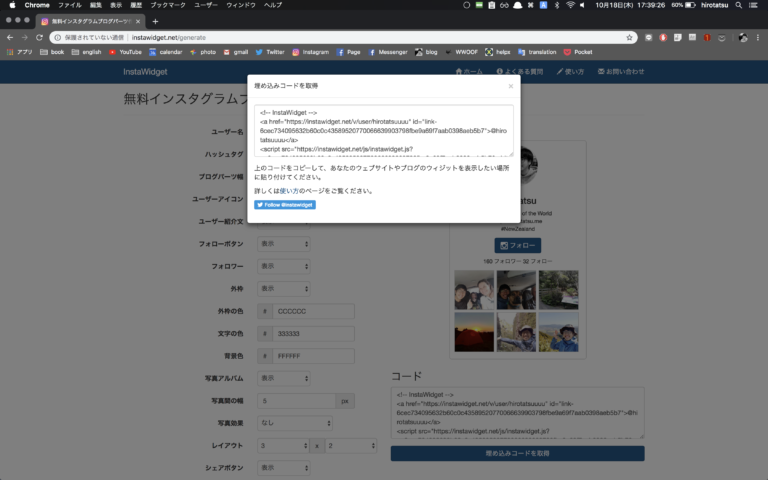 Chrome ファイル 編集 表示 履歴 ブックマーク ユーザー ウィンドウ ヘルプ
10月18日(木) 17:39:26 60% hirotatsu
無料インスタグラムブログパーツ
保護されていない通信 | instawidget.net/generate
アプリ book english YouTube calendar photo gmail Twitter Instagram Page Messenger blog WWOOF helpx translation Pocket
InstaWidget ホーム よくある質問 使い方 お問い合わせ
無料インスタグラムブ
埋め込みコードを取得 ×
<!-- InstaWidget -->
<a href="https://instawidget.net/v/user/hirotatsuuuu" id="link-
>@hiro
tatsuuuu</a>
<script src="https://instawidget.net/js/instawidget.js?
上のコードをコピーして、あなたのウェブサイトやブログのウィジットを表示したい場所
に貼り付けてください。
詳しくは使い方のページをご覧ください。
Follow @instawidget
ユーザー名
ハッシュタグ
ブログパーツ幅
ユーザーアイコン
ユーザー紹介文
フォローボタン 表示
フォロワー 表示
外枠 表示
外枠の色 # CCCCCC
文字の色 # 333333
背景色 # FFFFFF
写真アルバム 表示
写真間の幅 5 px
写真効果 なし
レイアウト 3 x 2
シェアボタン 表示
atsu
of the World
tsu.me
#NewZealand
フォロー
フォロワー 32 フォロー
コード
<!-- InstaWidget -->
<a href="https://instawidget.net/v/user/hirotatsuuuu" id="link-
>@hiro
tatsuuuu</a>
<script src="https://instawidget.net/js/instawidget.js?
埋め込みコードを取得